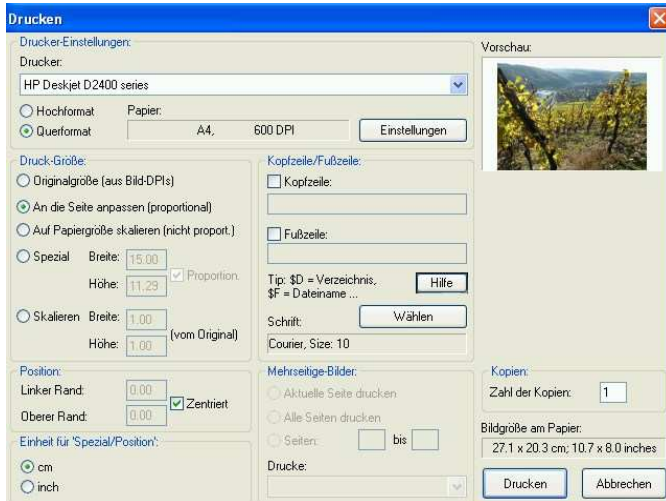 Drucken
Drucker-Einstellungen:
Drucker:
HP Deskjet D2400 series
Hochformat
Querformat
Papier:
A4, 600 DPI
Einstellungen
Vorschau:
Druck-Größe:
Originalgröße (aus Bild-DPIs)
An die Seite anpassen (proportional)
Auf Papiergröße skalieren (nicht proport.)
Spezial Breite: 15.00
Höhe: 11.29
Proportion.
Skalieren Breite: 1.00
Höhe: 1.00
(vom Original)
Kopfzeile/Fußzeile:
Kopfzeile:
Fußzeile:
Tip: $D = Verzeichnis,
$F = Dateiname ...
Hilfe
Schrift:
Wählen
Courier, Size: 10
Position:
Linker Rand: 0.00
Oberer Rand: 0.00
Zentriert
Einheit für 'Spezial/Position':
cm
inch
Mehrseitige-Bilder:
Aktuelle Seite drucken
Alle Seiten drucken
Seiten: bis
Drucke:
Kopien:
Zahl der Kopien: 1
Bildgröße am Papier:
27.1 x 20.3 cm; 10.7 x 8.0 inches
Drucken
Abbrechen